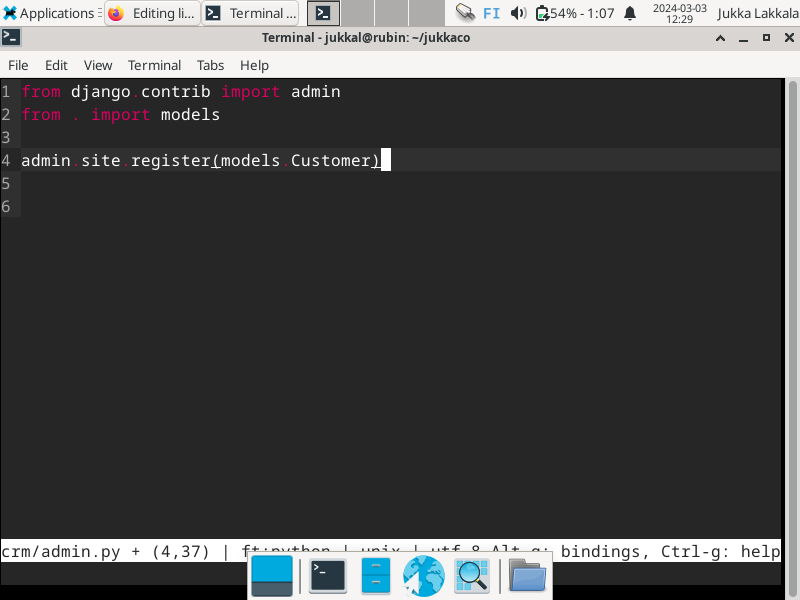 Applications
Editing li...
Terminal ...
FI
54% - 1:07
2024-03-03
12:29
Jukka Lakkala
Terminal - jukkal@rubin: ~/jukkaco
File Edit View Terminal Tabs Help
1 from django.contrib import admin
2 from . import models
3
4 admin.site.register(models.Customer)
5
6
crm/admin.py + (4,37) | ft:python | unix | utf-8 Alt-g: bindings, Ctrl-g: help